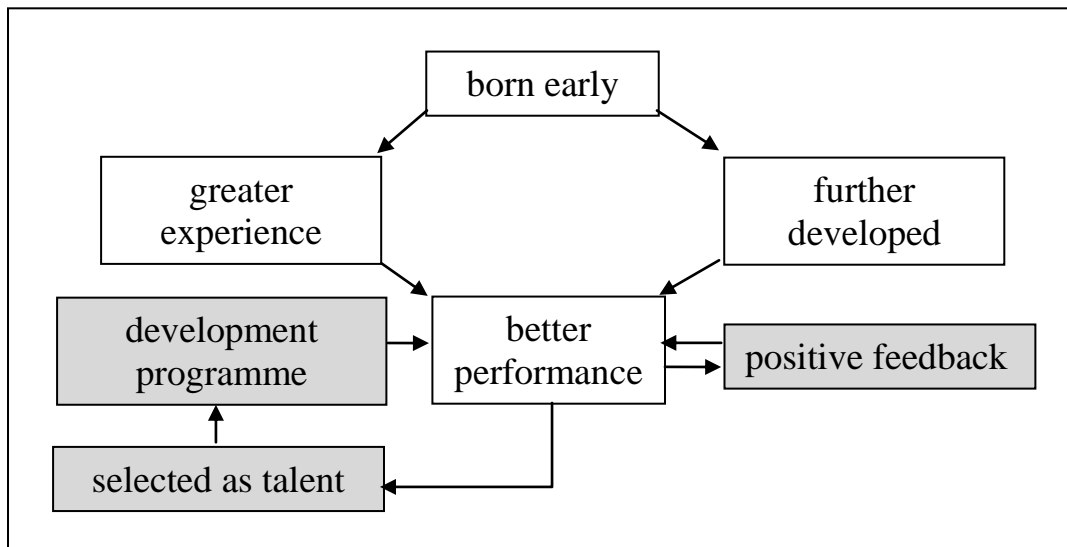 born early
greater
experience
further
developed
development
programme
better
performance
positive feedback
selected as talent